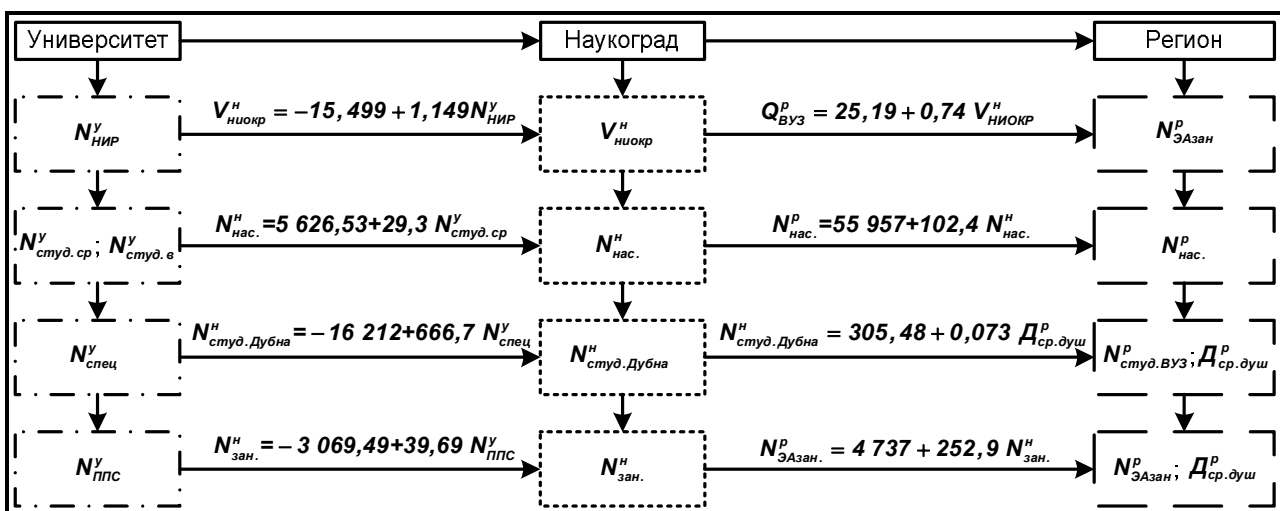 Университет Наукоград Регион
V^н_ниокр = −15,499 + 1,149N^у_НИР Q^р_ВУЗ = 25,19 + 0,74 V^н_НИОКР
N^у_НИР V^н_ниокр N^р_ЭАзан
N^н_нас.=5 626,53+29,3 N^у_студ.ср N^р_нас.=55 957+102,4 N^н_нас.
N^у_студ.ср; N^у_студ.в N^н_нас. N^р_нас.
N^н_студ.Дубна= – 16 212+666,7 N^у_спец N^н_студ.Дубна = 305,48 + 0,073 Д^р_ср.душ
N^у_спец N^н_студ.Дубна N^р_студ.ВУЗ; Д^р_ср.душ
N^н_зан.= – 3 069,49+39,69 N^у_ППС N^р_ЭАзан. = 4 737 + 252,9 N^н_зан.
N^у_ППС N^н_зан. N^р_ЭАзан; Д^р_ср.душ